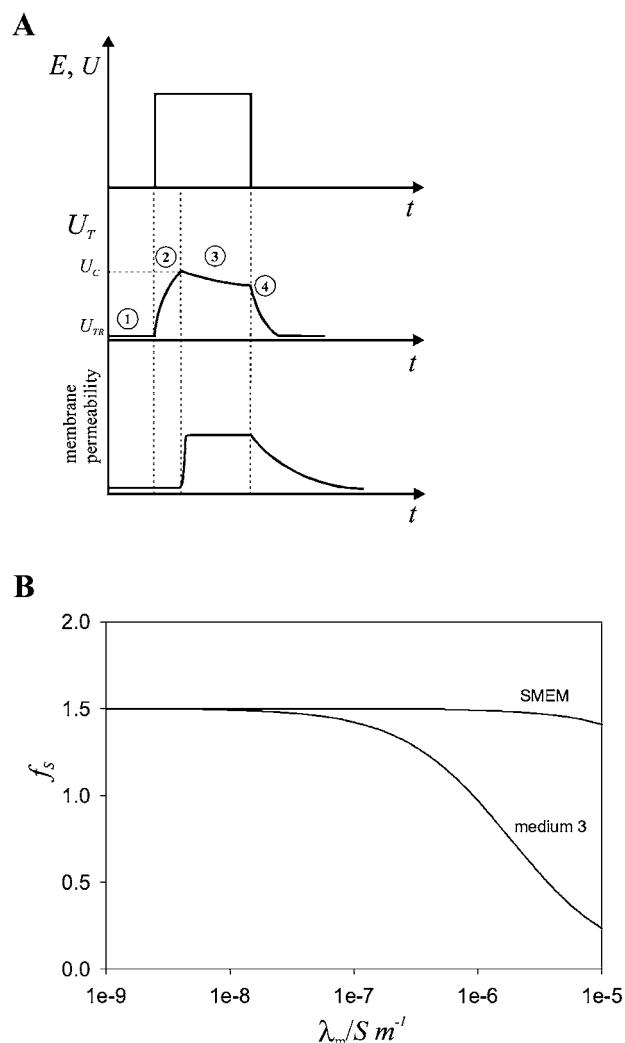 A
E, U
t
U_T
U_C
② ③ ④
①
U_TR
t
membrane
permeability
t
B
2.0
SMEM
1.5
f_s
1.0
medium 3
0.5
0.0
1e-9 1e-8 1e-7 1e-6 1e-5
λ_m/S m⁻¹